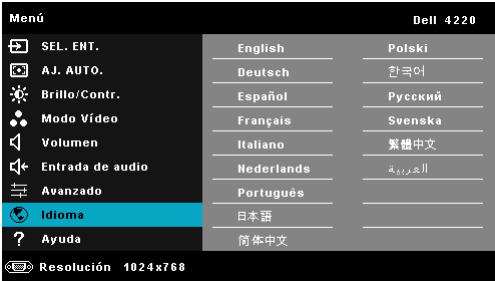 Menú Dell 4220
SEL. ENT. English Polski
AJ. AUTO. Deutsch 한국어
Brillo/Contr. Español Русский
Modo Vídeo Français Svenska
Volumen Italiano 繁體中文
Entrada de audio Nederlands العربية
Avanzado Português
Idioma 日本語
Ayuda 简体中文
Resolución 1024x768